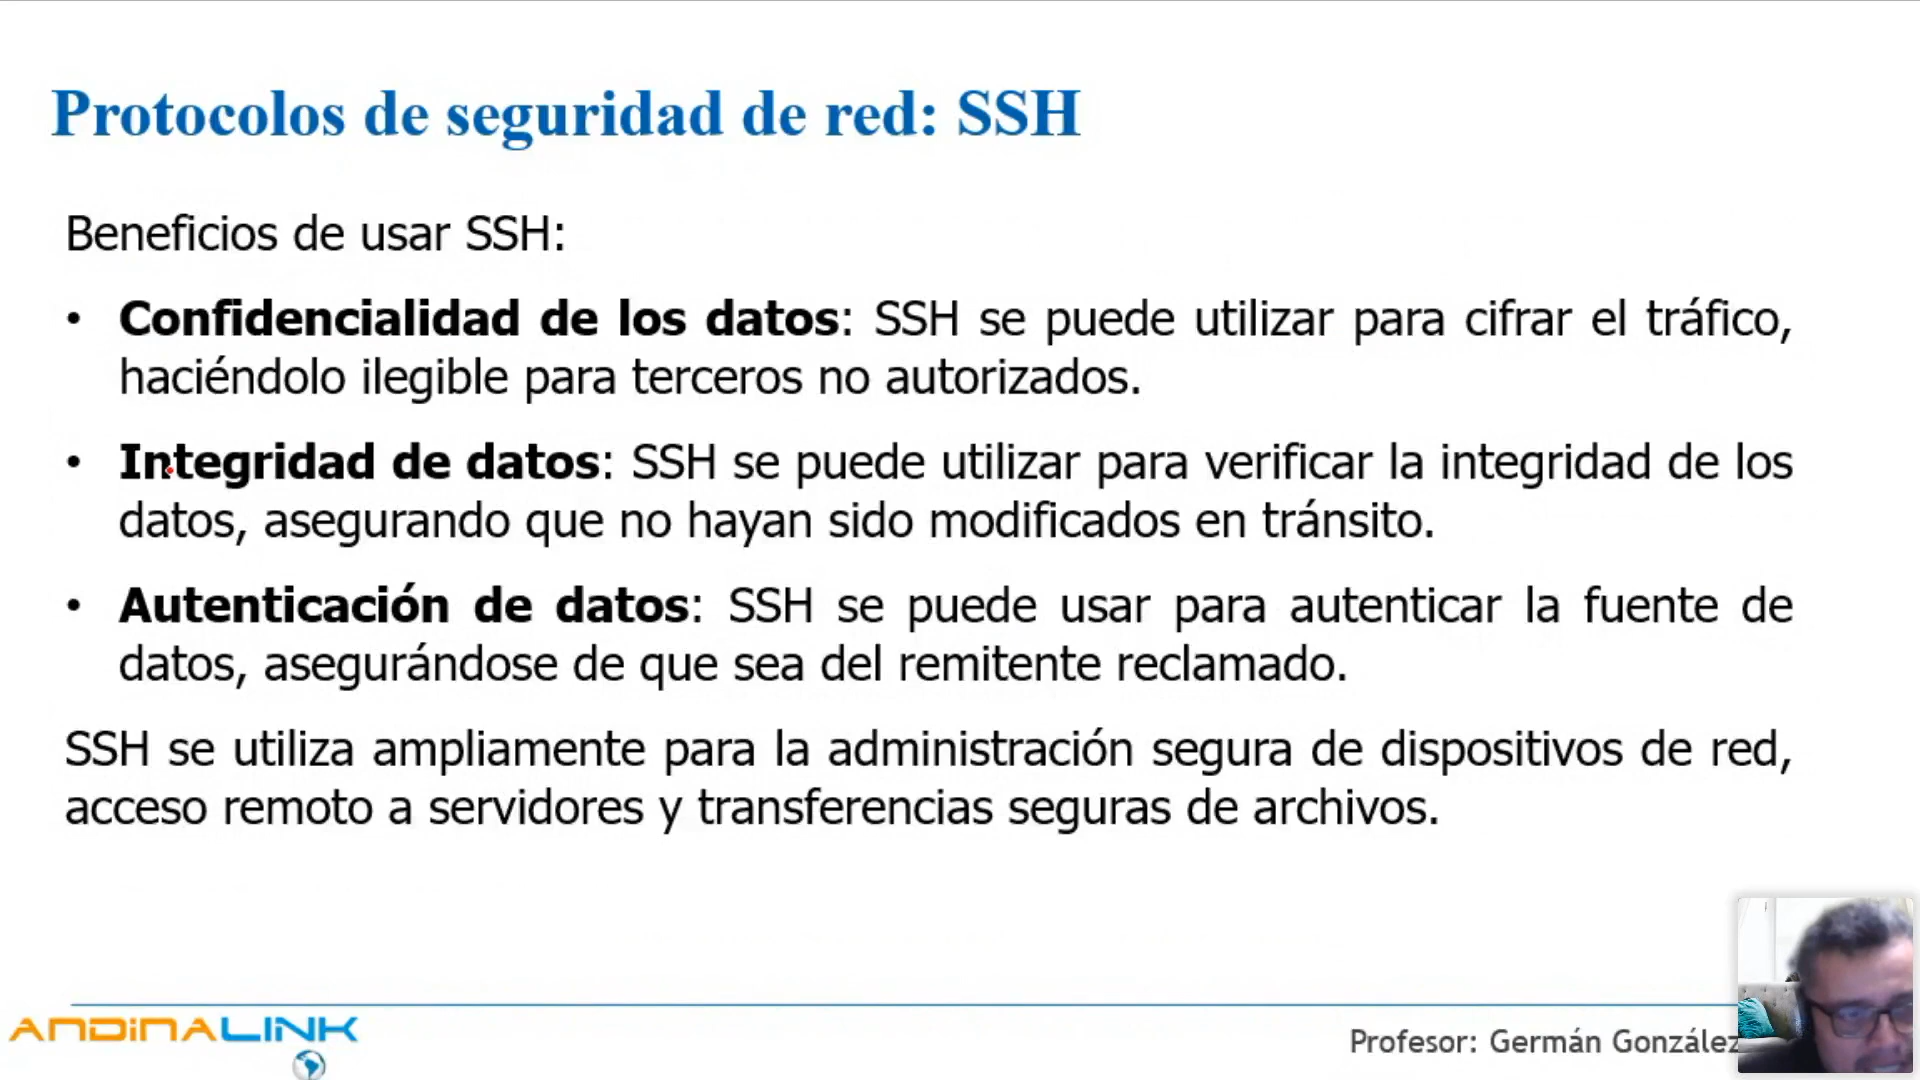 Protocolos de seguridad de red: SSH
Beneficios de usar SSH:
• Confidencialidad de los datos: SSH se puede utilizar para cifrar el tráfico,
haciéndolo ilegible para terceros no autorizados.
• Integridad de datos: SSH se puede utilizar para verificar la integridad de los
datos, asegurando que no hayan sido modificados en tránsito.
• Autenticación de datos: SSH se puede usar para autenticar la fuente de
datos, asegurándose de que sea del remitente reclamado.
SSH se utiliza ampliamente para la administración segura de dispositivos de red,
acceso remoto a servidores y transferencias seguras de archivos.
ANDINALINK
Profesor: Germán González